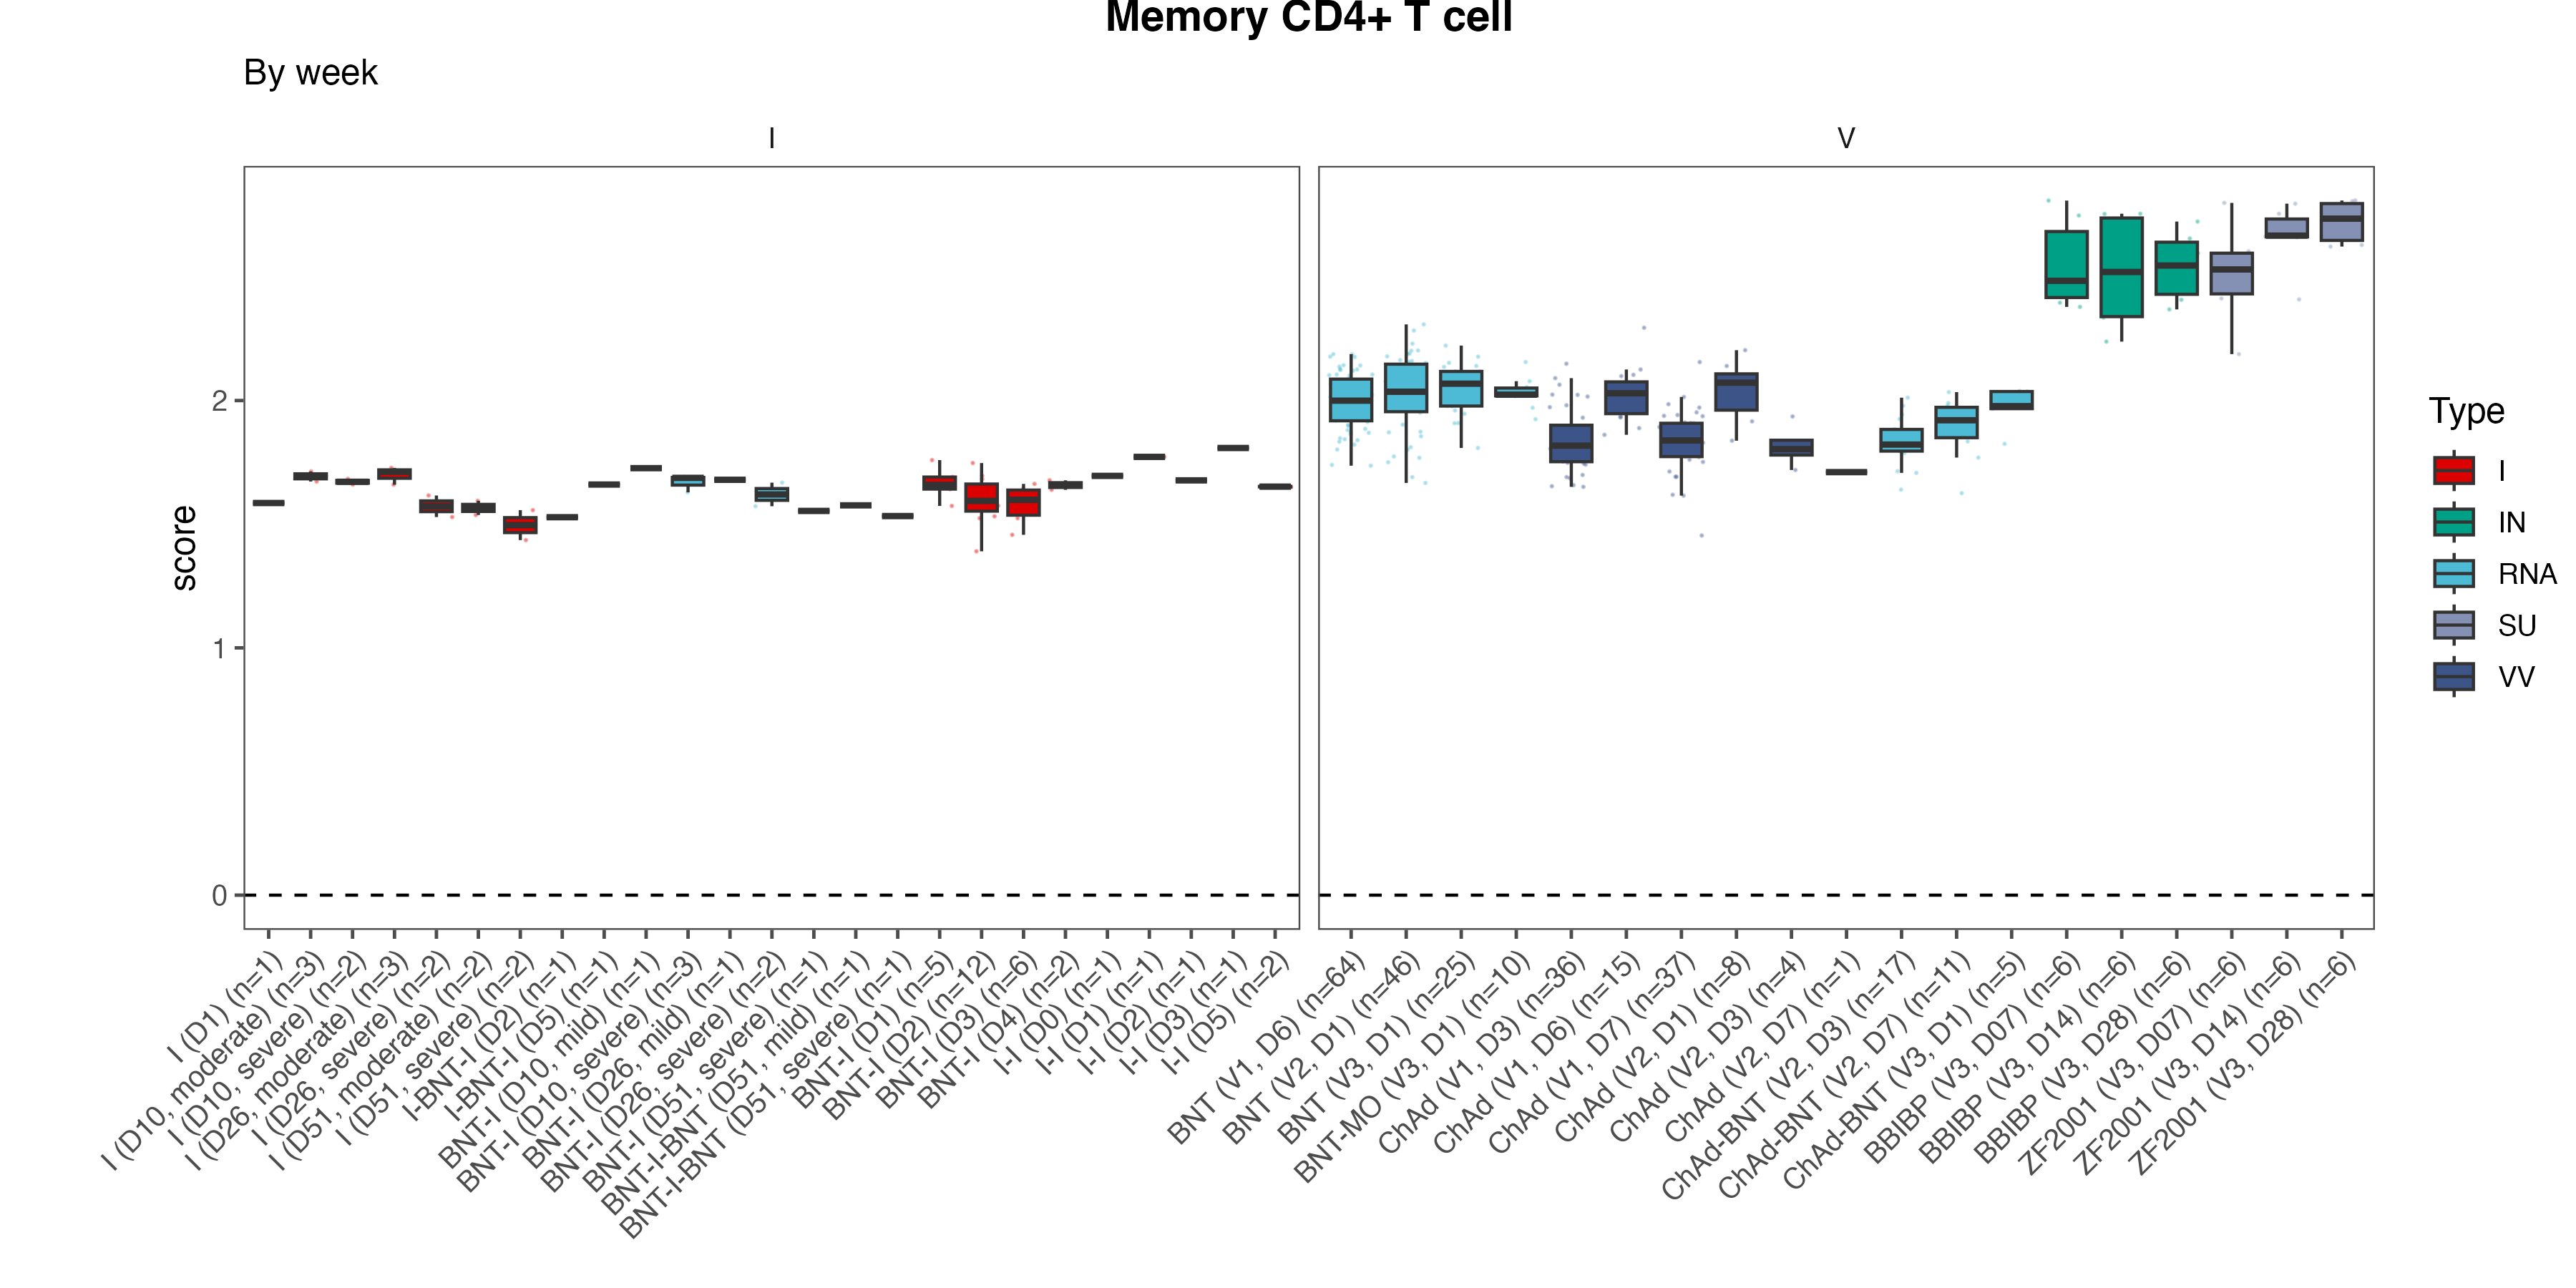 Memory CD4+ T cell
By week
I
V
score
2
1
0
I (D1) (n=1)
I (D10, moderate) (n=3)
I (D10, severe) (n=2)
I (D26, moderate) (n=3)
I (D26, severe) (n=2)
I (D51, moderate) (n=2)
I (D51, severe) (n=2)
I-BNT-I (D2) (n=1)
I-BNT-I (D5) (n=1)
BNT-I (D10, mild) (n=1)
BNT-I (D10, severe) (n=3)
BNT-I (D26, mild) (n=1)
BNT-I (D26, severe) (n=2)
BNT-I (D51, severe) (n=1)
BNT-I-BNT (D51, mild) (n=1)
BNT-I-BNT (D51, severe) (n=1)
BNT-I (D1) (n=5)
BNT-I (D2) (n=12)
BNT-I (D3) (n=6)
BNT-I (D4) (n=2)
I-I (D0) (n=1)
I-I (D1) (n=1)
I-I (D2) (n=1)
I-I (D3) (n=1)
I-I (D5) (n=2)
BNT (V1, D6) (n=64)
BNT (V2, D1) (n=46)
BNT (V3, D1) (n=25)
BNT-MO (V3, D1) (n=10)
ChAd (V1, D3) (n=36)
ChAd (V1, D6) (n=15)
ChAd (V1, D7) (n=37)
ChAd (V2, D1) (n=8)
ChAd (V2, D3) (n=4)
ChAd (V2, D7) (n=1)
ChAd-BNT (V2, D3) (n=17)
ChAd-BNT (V2, D7) (n=11)
ChAd-BNT (V3, D1) (n=5)
BBIBP (V3, D07) (n=6)
BBIBP (V3, D14) (n=6)
BBIBP (V3, D28) (n=6)
ZF2001 (V3, D07) (n=6)
ZF2001 (V3, D14) (n=6)
ZF2001 (V3, D28) (n=6)
Type
I
IN
RNA
SU
VV